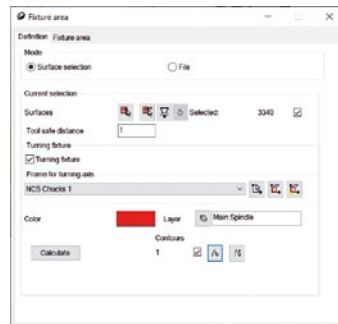 Fixture area
Definition Fixture area
Mode
Surface selection File
Current selection
Surfaces Selected: 3340
Tool safe distance 1
Turning fixture
Turning fixture
Frame for turning axis
NCS Chucks 1
Color Layer Main Spindle
Contours
Calculate 1